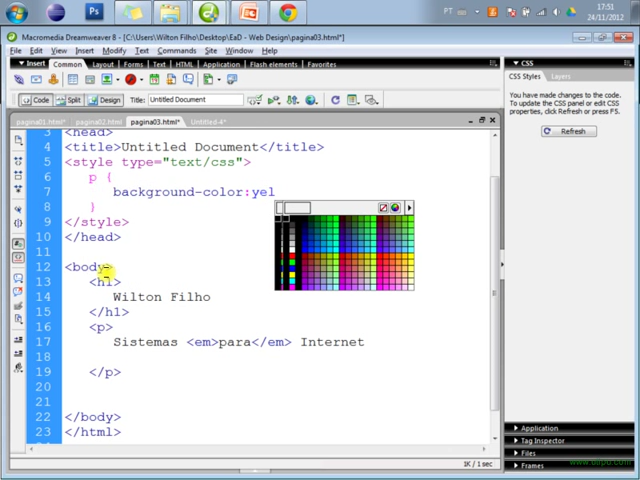 PT
17:51
24/11/2012
Macromedia Dreamweaver 8 - [C:\Users\Wilton Filho\Desktop\EaD - Web Design\pagina03.html*]
File Edit View Insert Modify Text Commands Site Window Help
Insert Common Layout Forms Text HTML Application Flash elements Favorites
Code Split Design Title: Untitled Document
pagina01.html* pagina02.html pagina03.html* Untitled-4*
3 <head>
4 <title>Untitled Document</title>
5 <style type="text/css">
6 p {
7 background-color:yel
8 }
9 </style>
10 </head>
11
12 <body>
13 <h1>
14 Wilton Filho
15 </h1>
16 <p>
17 Sistemas <em>para</em> Internet
18
19 </p>
20
21
22 </body>
23 </html>
1K / 1 sec
CSS
CSS Styles Layers
You have made changes to the code.
To update the CSS panel or edit CSS
properties, click Refresh or press F5.
Refresh
Application
Tag Inspector
Files
Frames